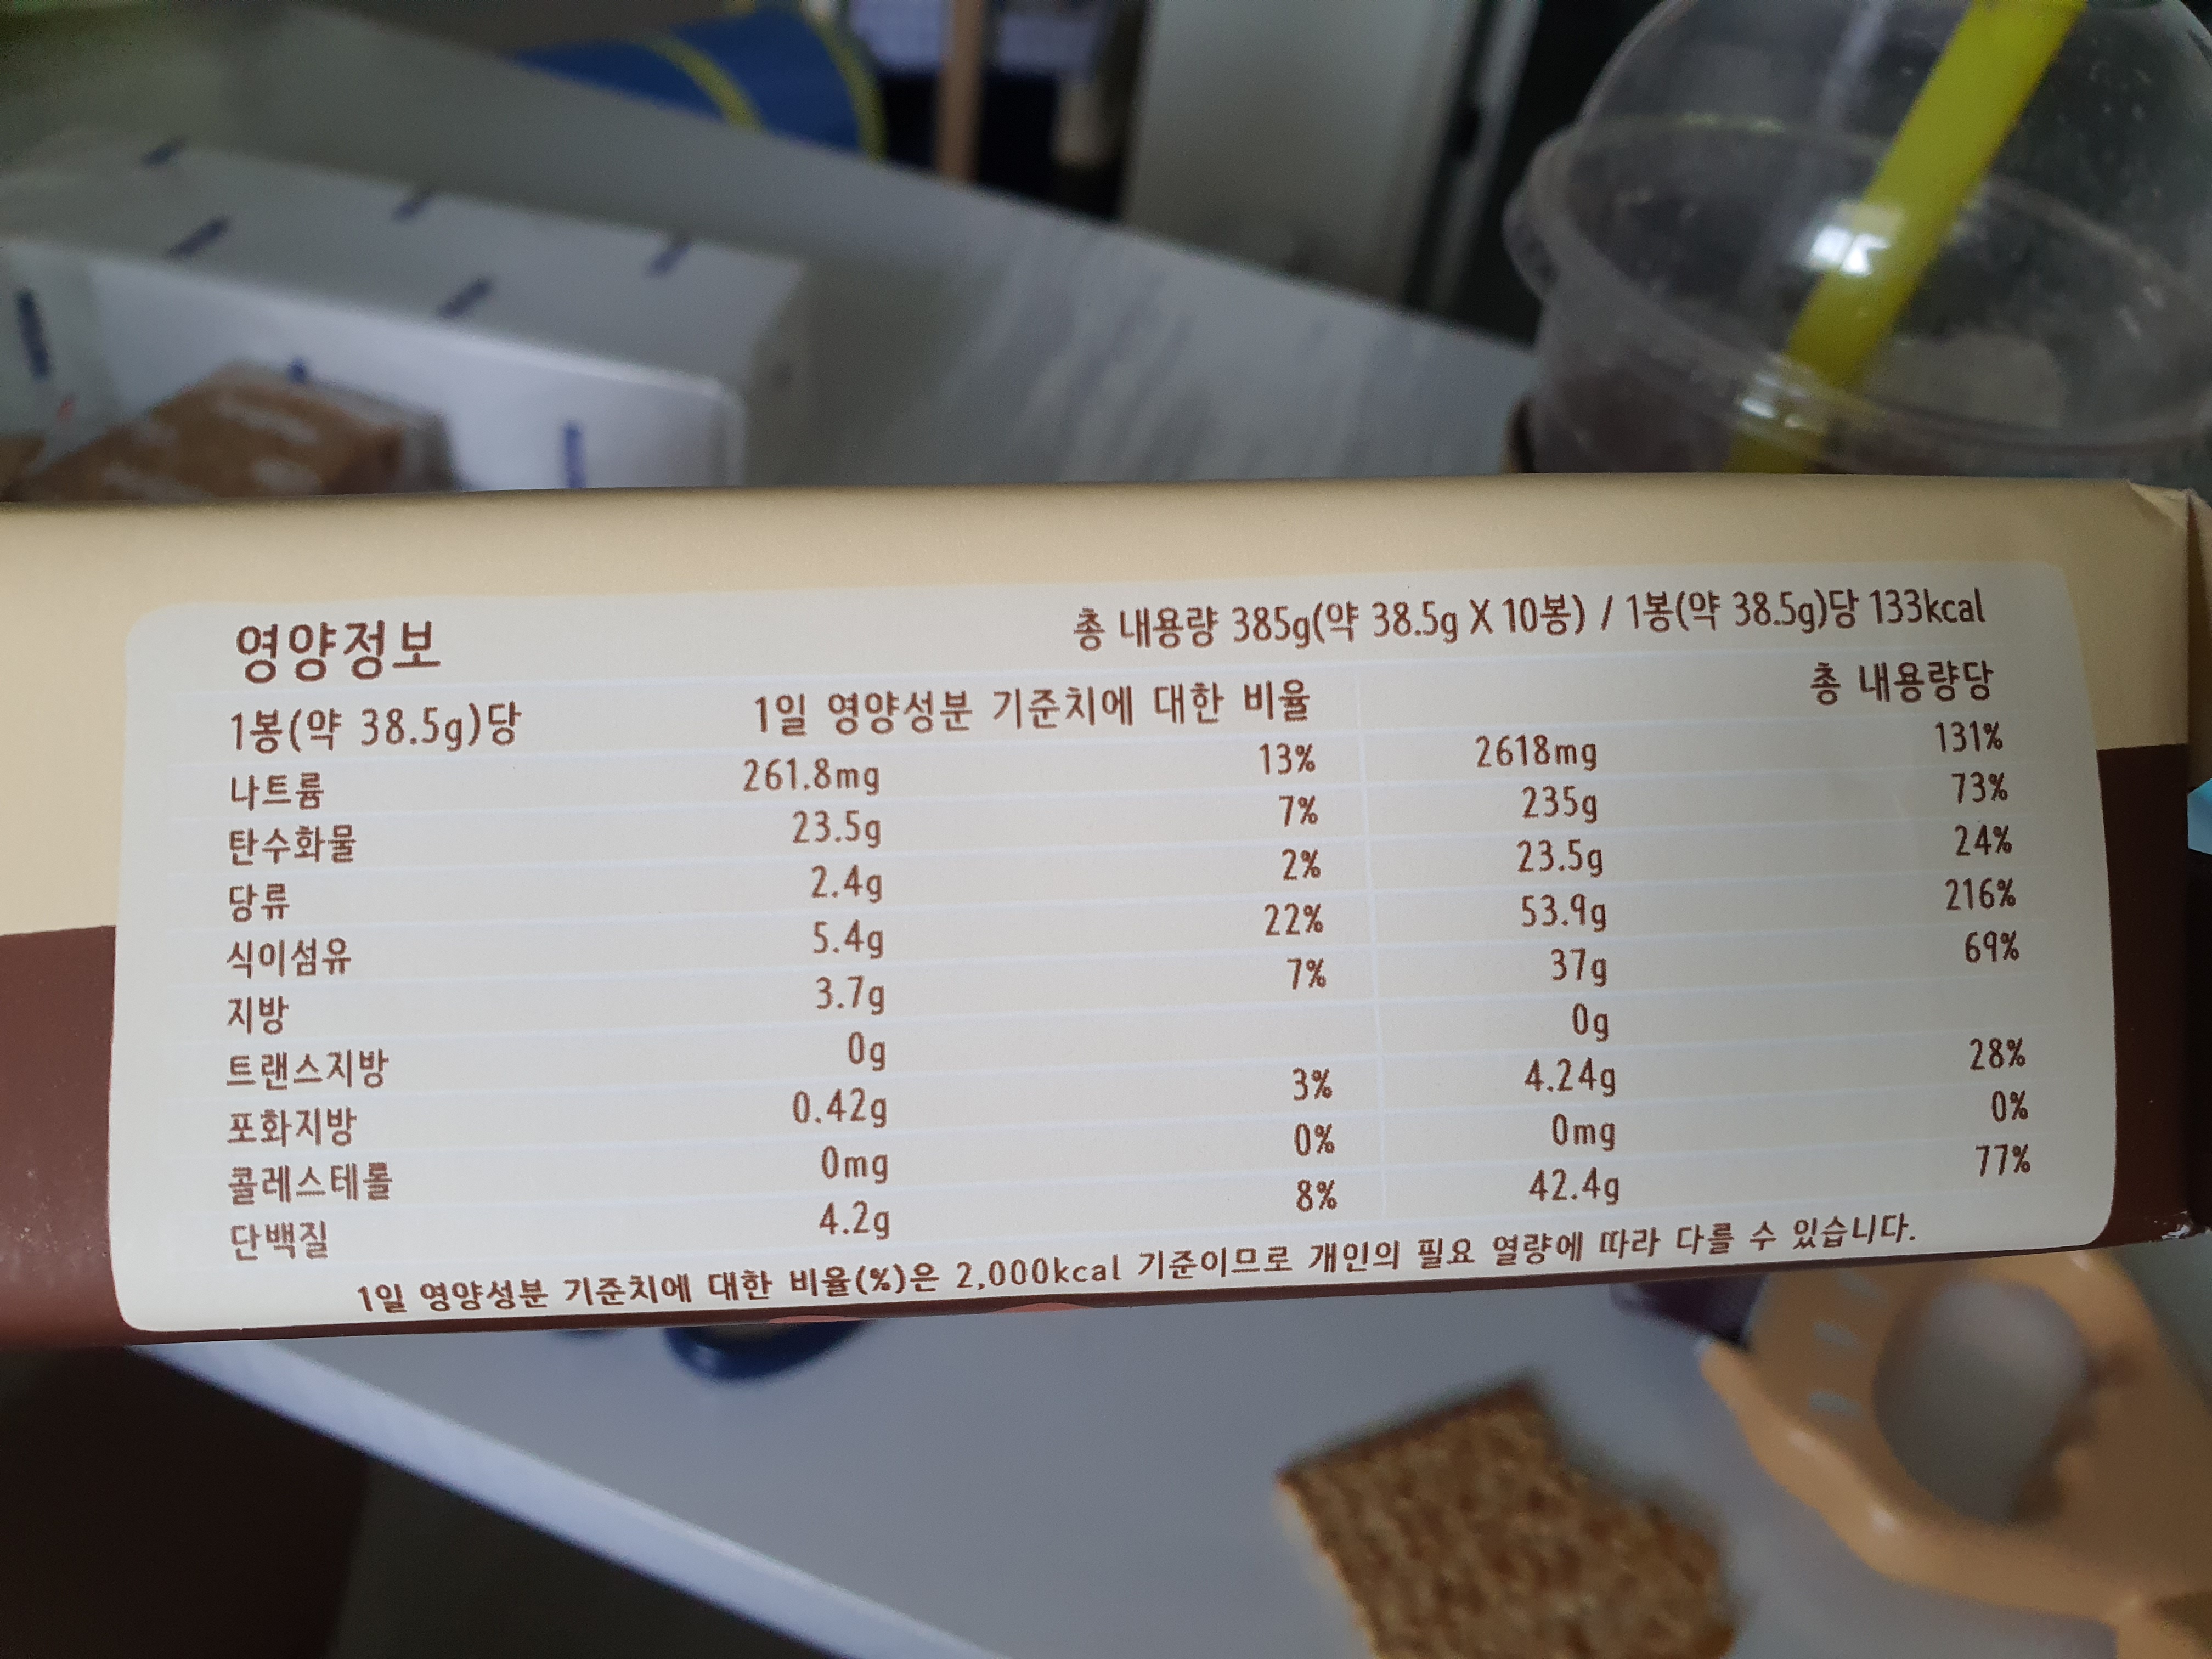 영양정보 총 내용량 385g(약 38.5g X 10봉) / 1봉(약 38.5g)당 133kcal
1봉(약 38.5g)당 1일 영양성분 기준치에 대한 비율 총 내용량당
나트륨 261.8mg 13% 2618mg 131%
탄수화물 23.5g 7% 235g 73%
당류 2.4g 2% 23.5g 24%
식이섬유 5.4g 22% 53.9g 216%
지방 3.7g 7% 37g 69%
트랜스지방 0g 0g
포화지방 0.42g 3% 4.24g 28%
콜레스테롤 0mg 0% 0mg 0%
단백질 4.2g 8% 42.4g 77%
1일 영양성분 기준치에 대한 비율(%)은 2,000kcal 기준이므로 개인의 필요 열량에 따라 다를 수 있습니다.